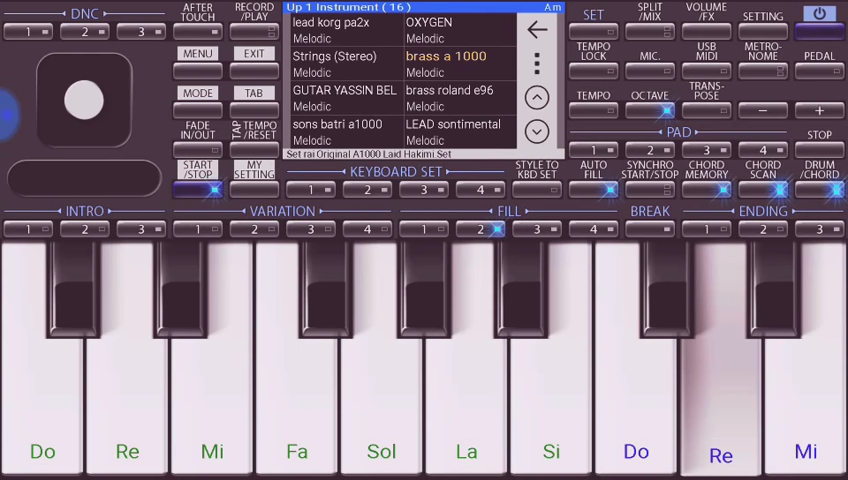 DNC
1 2 3
AFTER TOUCH
RECORD /PLAY
MENU
EXIT
MODE
TAB
FADE IN/OUT
TAP TEMPO /RESET
START /STOP
MY SETTING
Up 1 Instrument ( 16 )
Am
lead korg pa2x
Melodic
OXYGEN
Melodic
Strings (Stereo)
Melodic
brass a 1000
Melodic
GUTAR YASSIN BEL
Melodic
brass roland e96
Melodic
sons batri a1000
Melodic
LEAD sontimental
Melodic
Set rai Original A1000 Laid Hakimi Set
KEYBOARD SET
1 2 3 4
SET
SPLIT /MIX
VOLUME /FX
SETTING
TEMPO LOCK
MIC.
USB MIDI
METRO- NOME
PEDAL
TEMPO
OCTAVE
TRANS- POSE
− +
PAD
1 2 3 4
STOP
STYLE TO KBD SET
AUTO FILL
SYNCHRO START/STOP
CHORD MEMORY
CHORD SCAN
DRUM /CHORD
INTRO
1 2 3
VARIATION
1 2 3 4
FILL
1 2 3 4
BREAK
ENDING
1 2 3
Do Re Mi Fa Sol La Si Do Re Mi